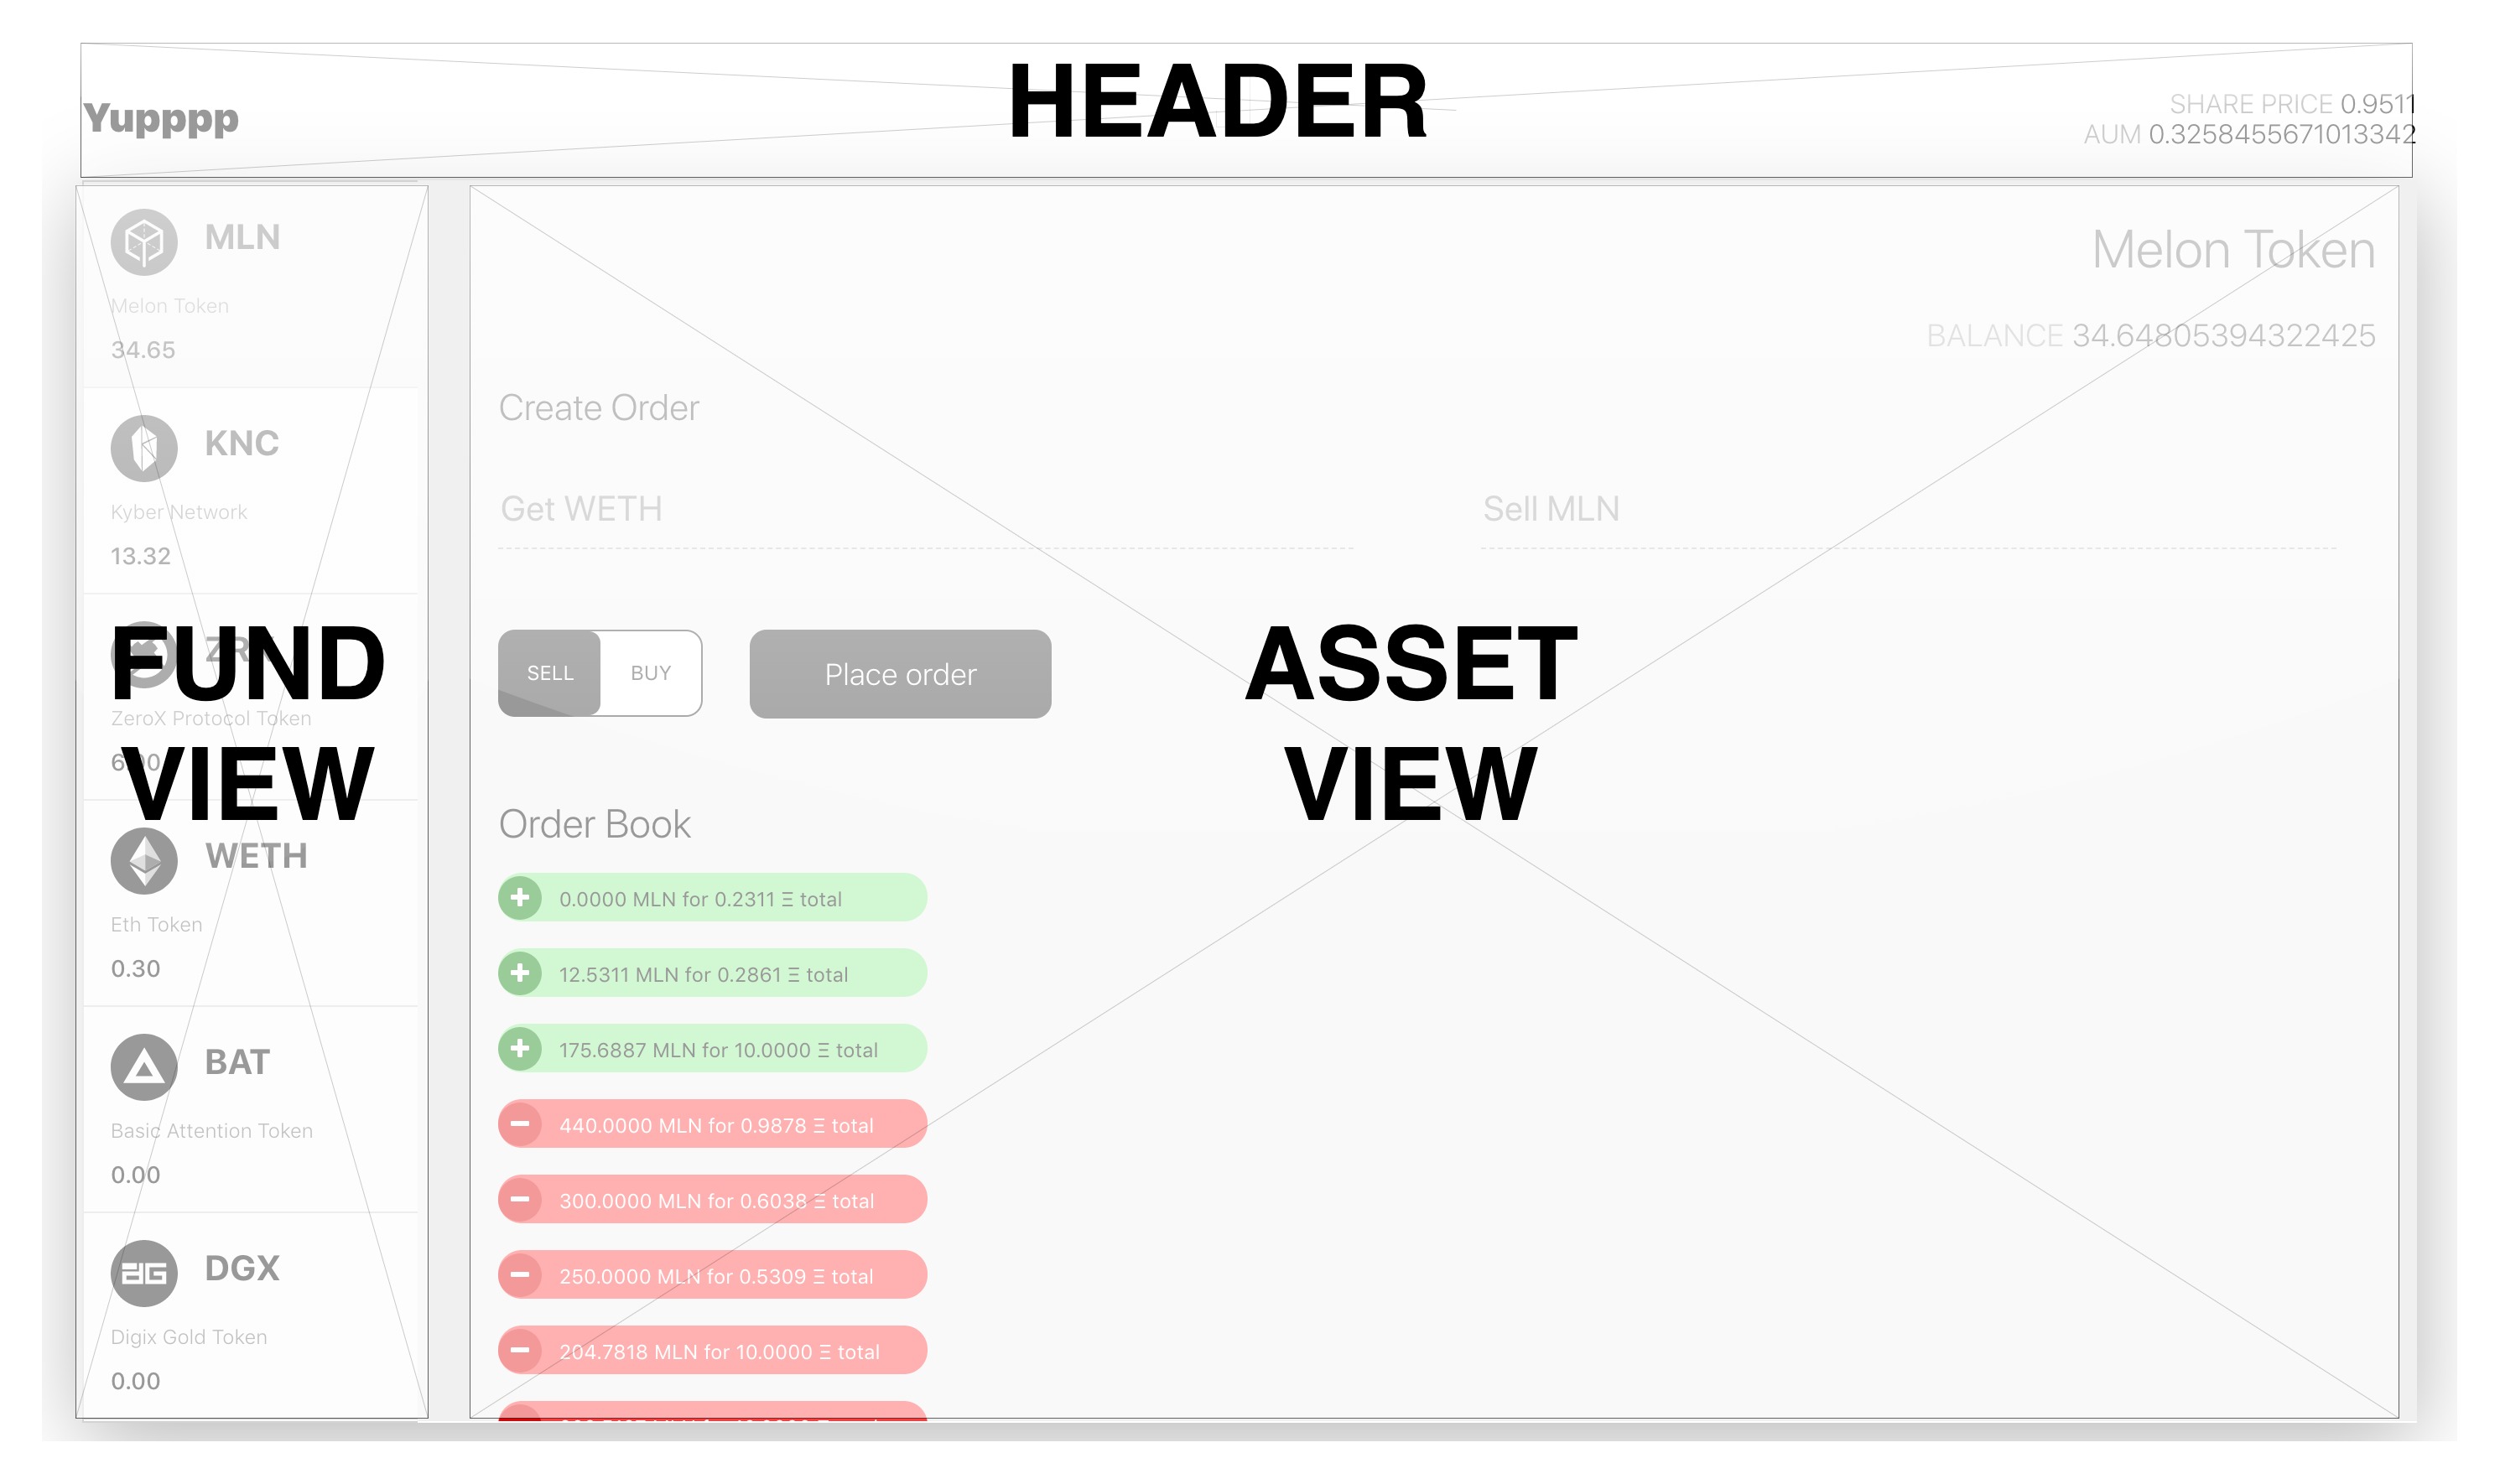 HEADER
Yupppp
SHARE PRICE 0.9511
AUM 0.3258455671013342
MLN
Melon Token
34.65
KNC
Kyber Network
13.32
FUND
VIEW
ZeroX Protocol Token
WETH
Eth Token
0.30
BAT
Basic Attention Token
0.00
DGX
Digix Gold Token
0.00
Melon Token
BALANCE 34.64805394322425
Create Order
Get WETH
Sell MLN
SELL BUY
Place order
ASSET
VIEW
Order Book
0.0000 MLN for 0.2311 Ξ total
12.5311 MLN for 0.2861 Ξ total
175.6887 MLN for 10.0000 Ξ total
440.0000 MLN for 0.9878 Ξ total
300.0000 MLN for 0.6038 Ξ total
250.0000 MLN for 0.5309 Ξ total
204.7818 MLN for 10.0000 Ξ total